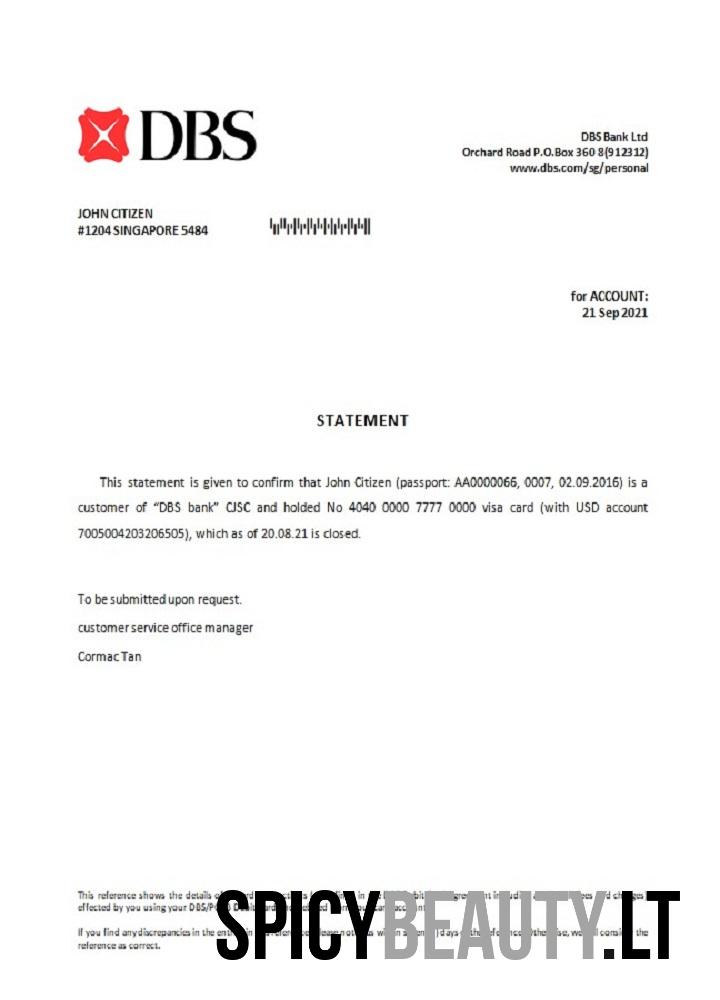 DBS
DBS Bank Ltd
Orchard Road P.O.Box 360 8(912312)
www.dbs.com/sg/personal
JOHN CITIZEN
#1204 SINGAPORE 5484
for ACCOUNT:
21 Sep 2021
STATEMENT
This statement is given to confirm that John Citizen (passport: AA0000066, 0007, 02.09.2016) is a
customer of “DBS bank” CJSC and holded No 4040 0000 7777 0000 visa card (with USD account
7005004203206505), which as of 20.08.21 is closed.
To be submitted upon request.
customer service office manager
Cormac Tan
This reference shows the details of in the
effected by you using your DBS/
If you find any discrepancies in the
reference as correct.
SPICYBEAUTY.LT